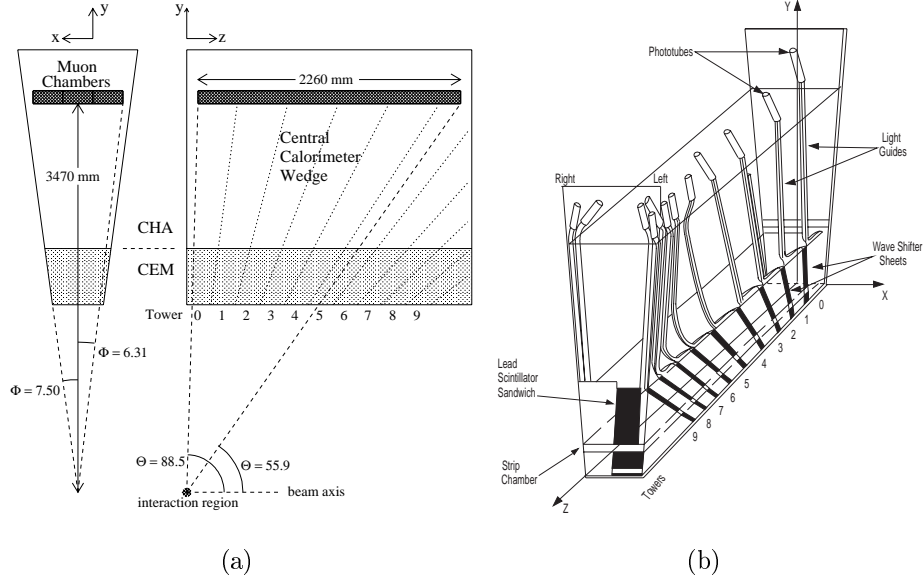 y
x
Muon
Chambers
3470 mm
Φ = 6.31
Φ = 7.50
y
z
2260 mm
Central
Calorimeter
Wedge
CHA
CEM
Tower 0 1 2 3 4 5 6 7 8 9
Θ = 88.5
Θ = 55.9
beam axis
interaction region
(a)
Y
Phototubes
Light
Guides
Right
Left
Wave Shifter
Sheets
X
0
1
2
3
4
5
6
7
8
9
Lead
Scintillator
Sandwich
Strip
Chamber
Z
Towers
(b)